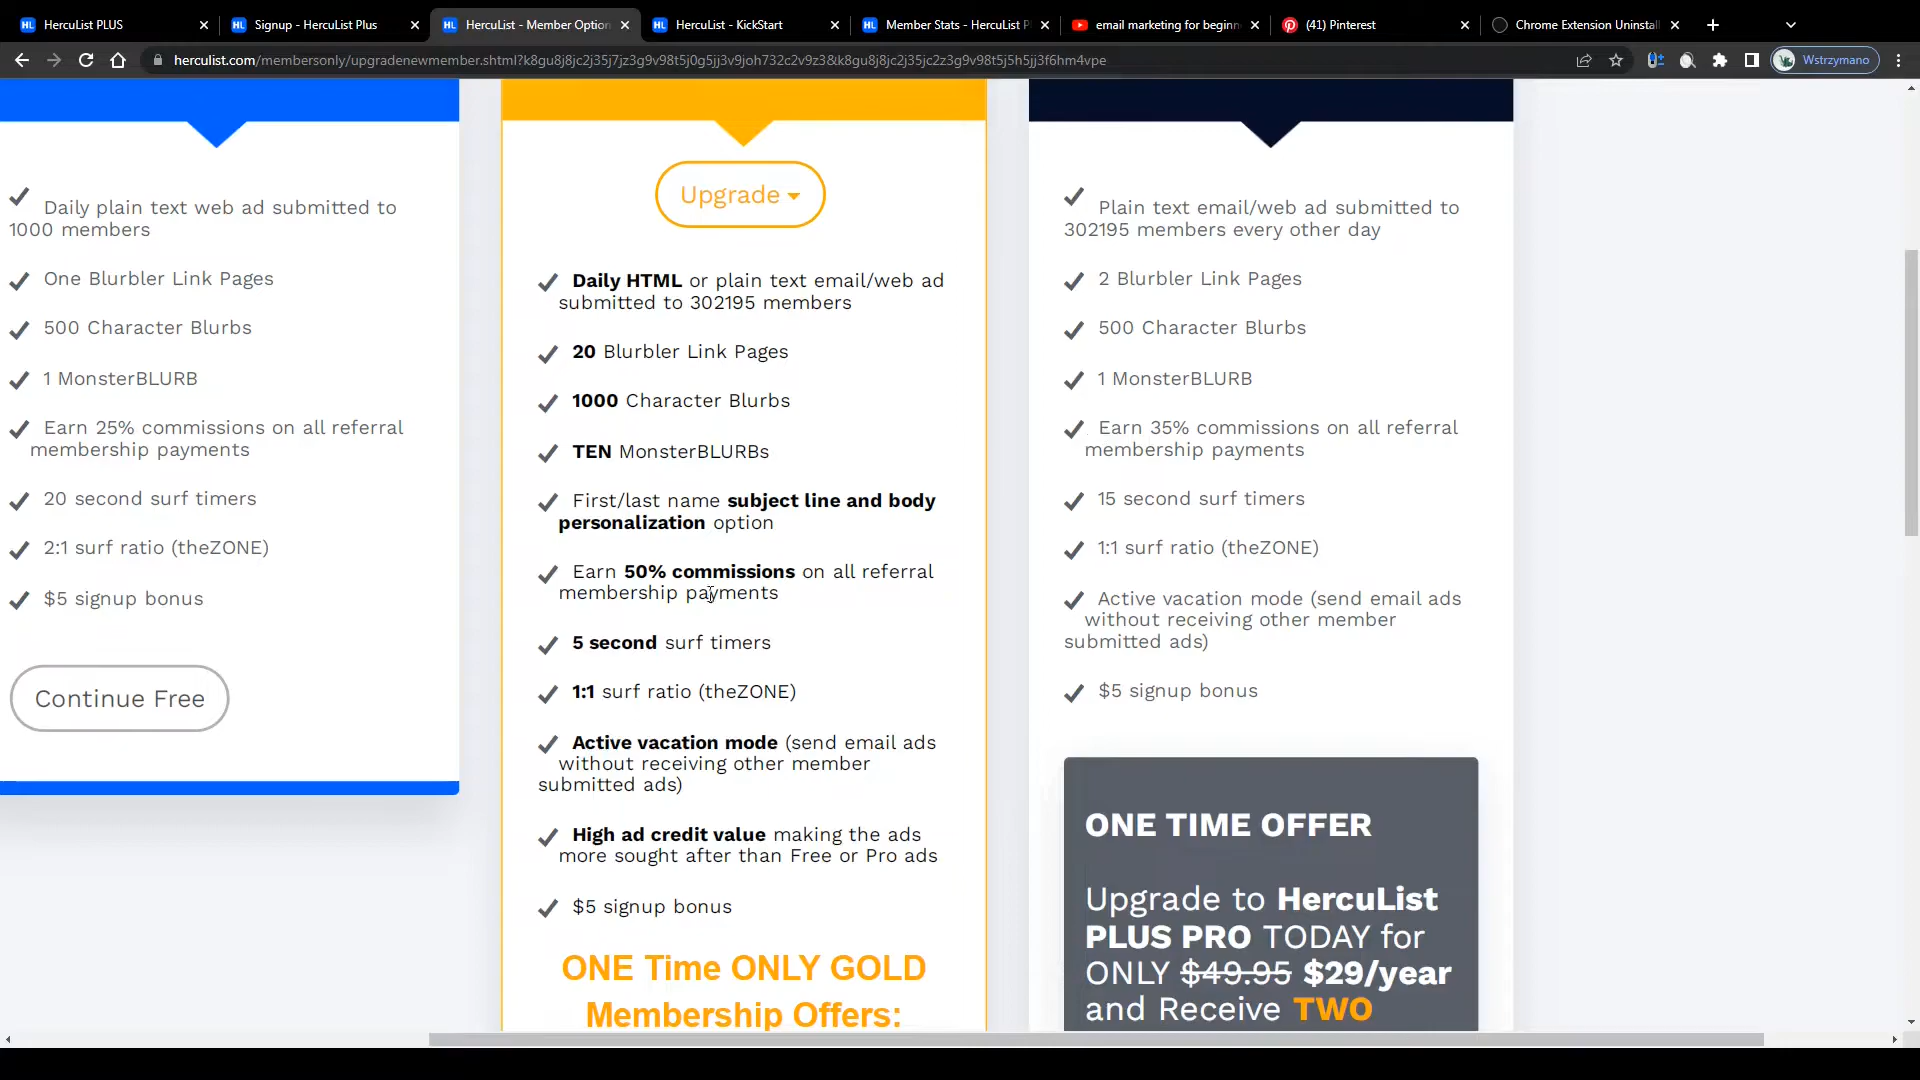 HercuList PLUS
Signup - HercuList Plus
HercuList - Member Option
HercuList - KickStart
Member Stats - HercuList P
email marketing for beginn
(41) Pinterest
Chrome Extension Uninstal
herculist.com/membersonly/upgradenewmember.shtml?k8gu8j8jc2j35j7jz3g9v98t5j0g5jj3v9joh732c2v9z3&k8gu8j8jc2j35jc2z3g9v98t5j5h5jj3f6hm4vpe
Wstrzymano
Daily plain text web ad submitted to
1000 members
One Blurbler Link Pages
500 Character Blurbs
1 MonsterBLURB
Earn 25% commissions on all referral
membership payments
20 second surf timers
2:1 surf ratio (theZONE)
$5 signup bonus
Continue Free
Upgrade
Daily HTML or plain text email/web ad
submitted to 302195 members
20 Blurbler Link Pages
1000 Character Blurbs
TEN MonsterBLURBs
First/last name subject line and body
personalization option
Earn 50% commissions on all referral
membership payments
5 second surf timers
1:1 surf ratio (theZONE)
Active vacation mode (send email ads
without receiving other member
submitted ads)
High ad credit value making the ads
more sought after than Free or Pro ads
$5 signup bonus
ONE Time ONLY GOLD
Membership Offers:
Plain text email/web ad submitted to
302195 members every other day
2 Blurbler Link Pages
500 Character Blurbs
1 MonsterBLURB
Earn 35% commissions on all referral
membership payments
15 second surf timers
1:1 surf ratio (theZONE)
Active vacation mode (send email ads
without receiving other member
submitted ads)
$5 signup bonus
ONE TIME OFFER
Upgrade to HercuList
PLUS PRO TODAY for
ONLY $49.95 $29/year
and Receive TWO